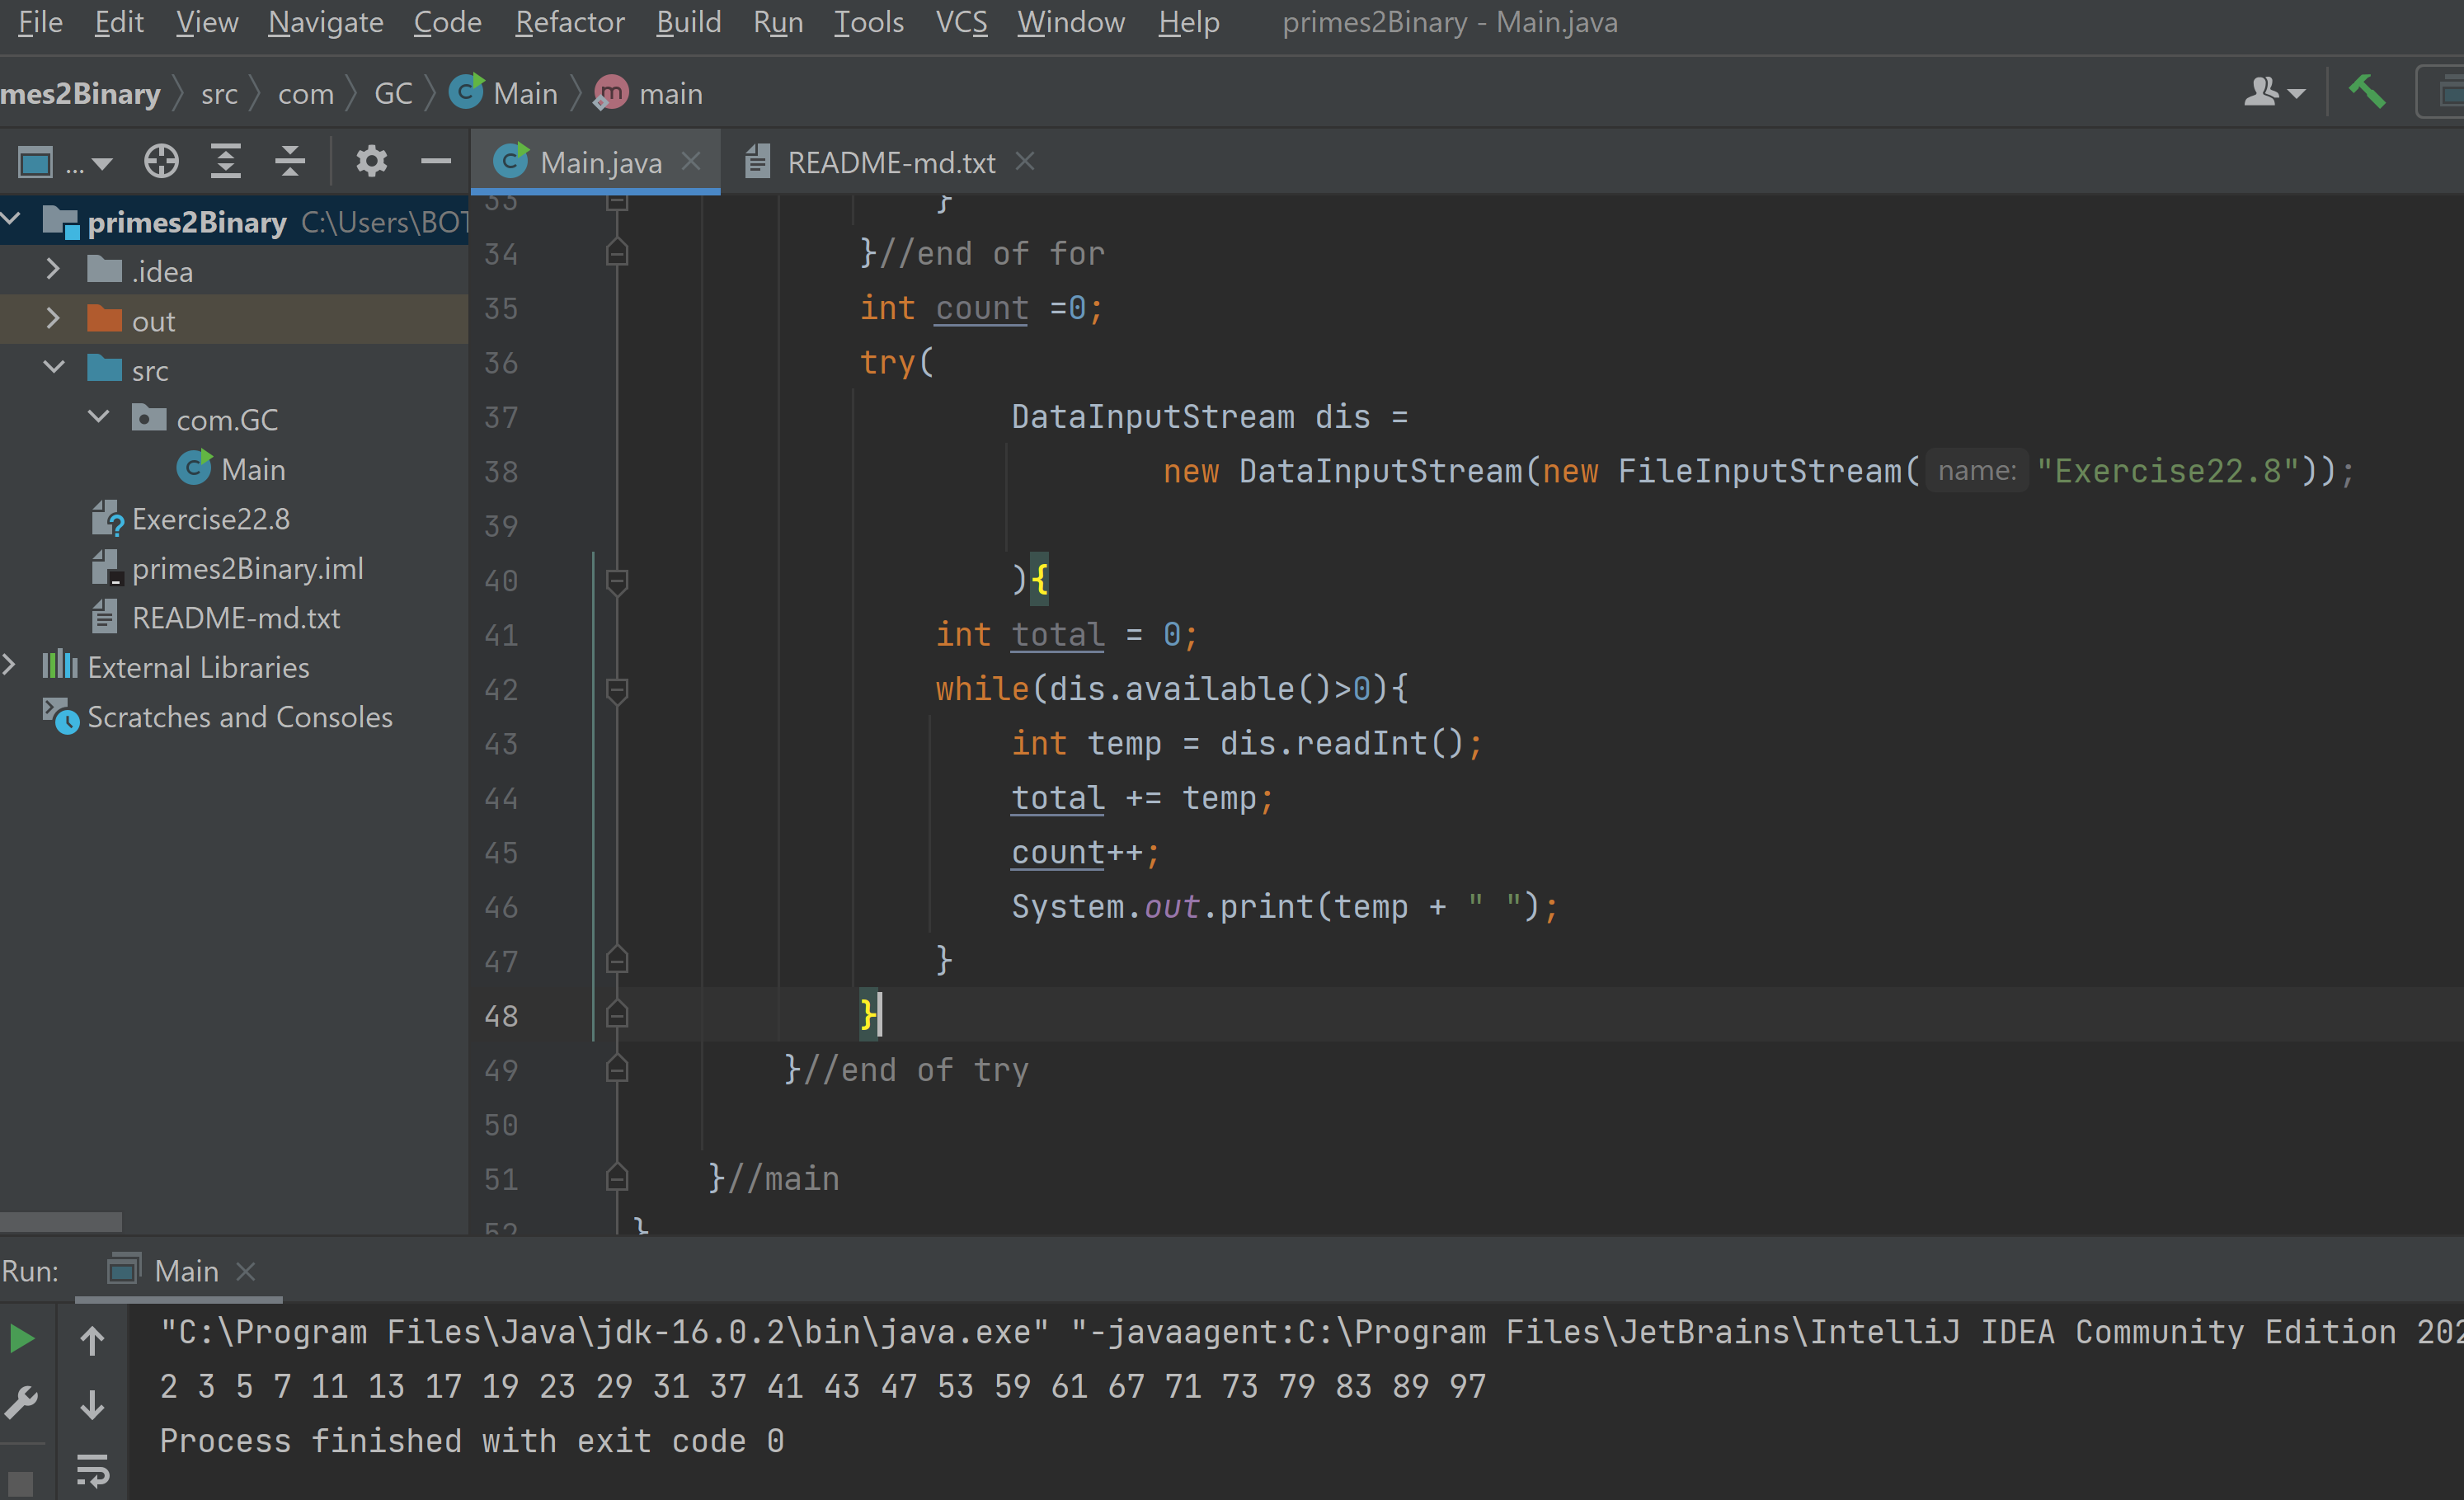 File Edit View Navigate Code Refactor Build Run Tools VCS Window Help primes2Binary - Main.java
mes2Binary src com GC Main main
... Main.java README-md.txt
primes2Binary C:\Users\BOT
.idea
out
src
com.GC
Main
Exercise22.8
primes2Binary.iml
README-md.txt
External Libraries
Scratches and Consoles
33 }
34 }//end of for
35 int count =0;
36 try(
37 DataInputStream dis =
38 new DataInputStream(new FileInputStream( name: "Exercise22.8"));
39
40 ){
41 int total = 0;
42 while(dis.available()>0){
43 int temp = dis.readInt();
44 total += temp;
45 count++;
46 System.out.print(temp + " ");
47 }
48 }
49 }//end of try
50
51 }//main
52 }
Run: Main
"C:\Program Files\Java\jdk-16.0.2\bin\java.exe" "-javaagent:C:\Program Files\JetBrains\IntelliJ IDEA Community Edition 202
2 3 5 7 11 13 17 19 23 29 31 37 41 43 47 53 59 61 67 71 73 79 83 89 97
Process finished with exit code 0